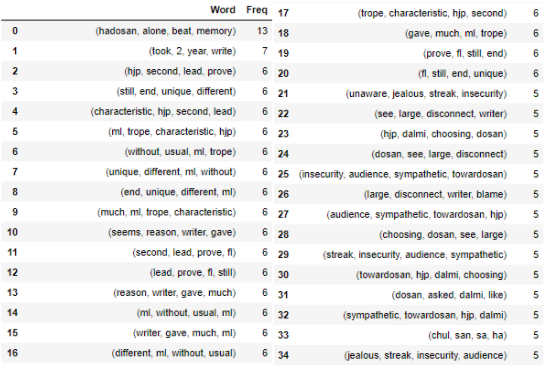 Word Freq
0 (hadosan, alone, beat, memory) 13
1 (took, 2, year, write) 7
2 (hjp, second, lead, prove) 6
3 (still, end, unique, different) 6
4 (characteristic, hjp, second, lead) 6
5 (ml, trope, characteristic, hjp) 6
6 (without, usual, ml, trope) 6
7 (unique, different, ml, without) 6
8 (end, unique, different, ml) 6
9 (much, ml, trope, characteristic) 6
10 (seems, reason, writer, gave) 6
11 (second, lead, prove, fl) 6
12 (lead, prove, fl, still) 6
13 (reason, writer, gave, much) 6
14 (ml, without, usual, ml) 6
15 (writer, gave, much, ml) 6
16 (different, ml, without, usual) 6
17 (trope, characteristic, hjp, second) 6
18 (gave, much, ml, trope) 6
19 (prove, fl, still, end) 6
20 (fl, still, end, unique) 6
21 (unaware, jealous, streak, insecurity) 5
22 (see, large, disconnect, writer) 5
23 (hjp, dalmi, choosing, dosan) 5
24 (dosan, see, large, disconnect) 5
25 (insecurity, audience, sympathetic, towardosan) 5
26 (large, disconnect, writer, blame) 5
27 (audience, sympathetic, towardosan, hjp) 5
28 (choosing, dosan, see, large) 5
29 (streak, insecurity, audience, sympathetic) 5
30 (towardosan, hjp, dalmi, choosing) 5
31 (dosan, asked, dalmi, like) 5
32 (sympathetic, towardosan, hjp, dalmi) 5
33 (chul, san, sa, ha) 5
34 (jealous, streak, insecurity, audience) 5